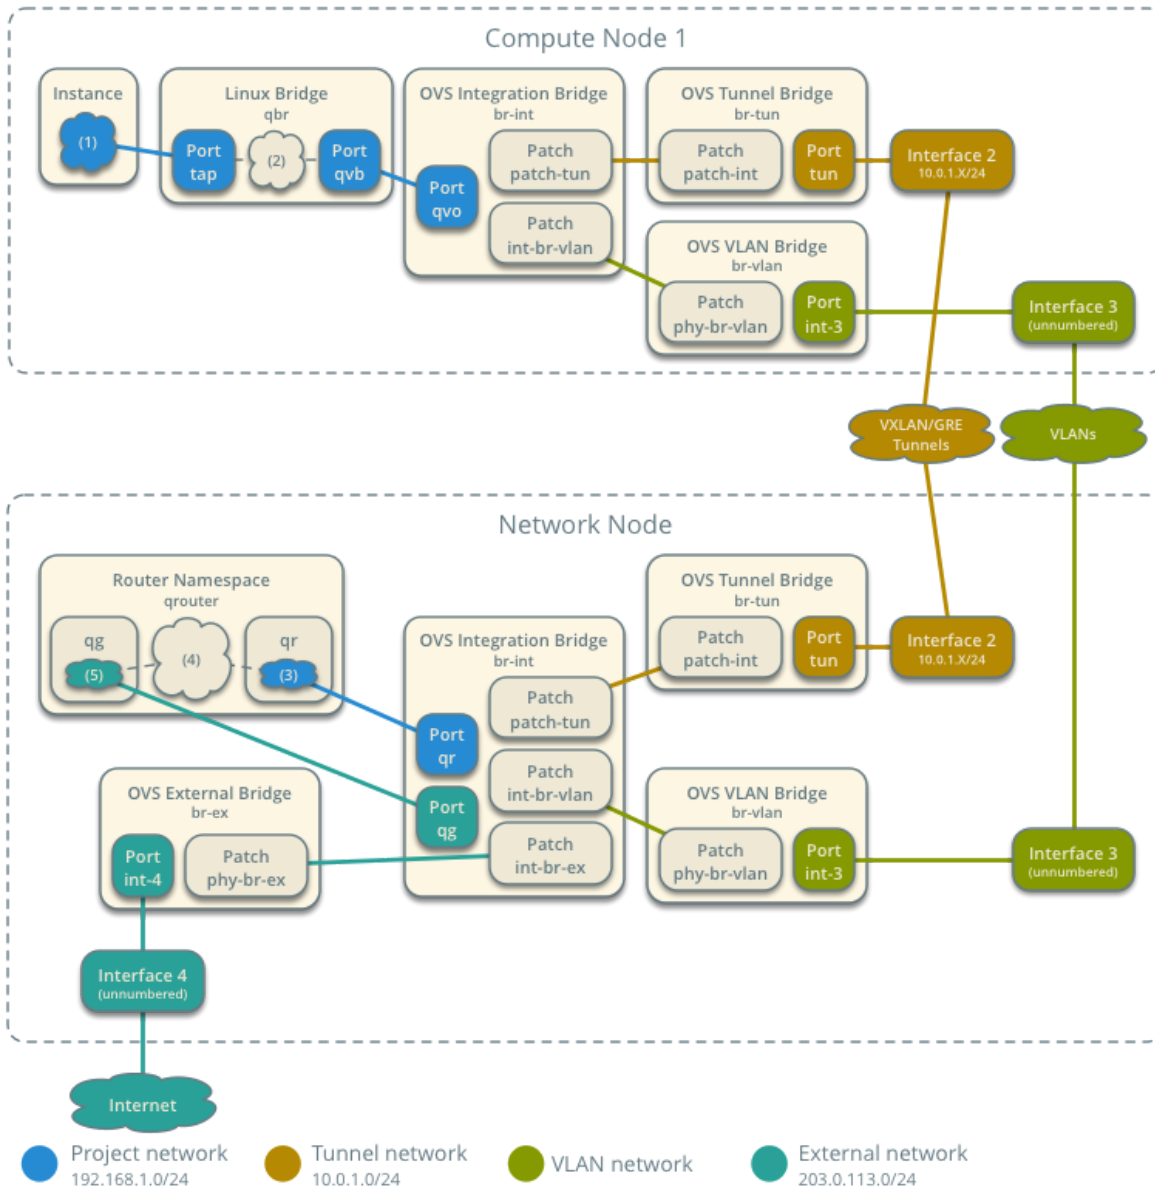 Compute Node 1
Instance
(1)
Linux Bridge
qbr
Port
tap
(2)
Port
qvb
OVS Integration Bridge
br-int
Port
qvo
Patch
patch-tun
Patch
int-br-vlan
OVS Tunnel Bridge
br-tun
Patch
patch-int
Port
tun
Interface 2
10.0.1.X/24
OVS VLAN Bridge
br-vlan
Patch
phy-br-vlan
Port
int-3
Interface 3
(unnumbered)
VXLAN/GRE
Tunnels
VLANs
Network Node
Router Namespace
qrouter
qg
(5)
(4)
qr
(3)
OVS Integration Bridge
br-int
Port
qr
Port
qg
Patch
patch-tun
Patch
int-br-vlan
Patch
int-br-ex
OVS Tunnel Bridge
br-tun
Patch
patch-int
Port
tun
Interface 2
10.0.1.X/24
OVS External Bridge
br-ex
Port
int-4
Patch
phy-br-ex
OVS VLAN Bridge
br-vlan
Patch
phy-br-vlan
Port
int-3
Interface 3
(unnumbered)
Interface 4
(unnumbered)
Internet
Project network
192.168.1.0/24
Tunnel network
10.0.1.0/24
VLAN network
External network
203.0.113.0/24